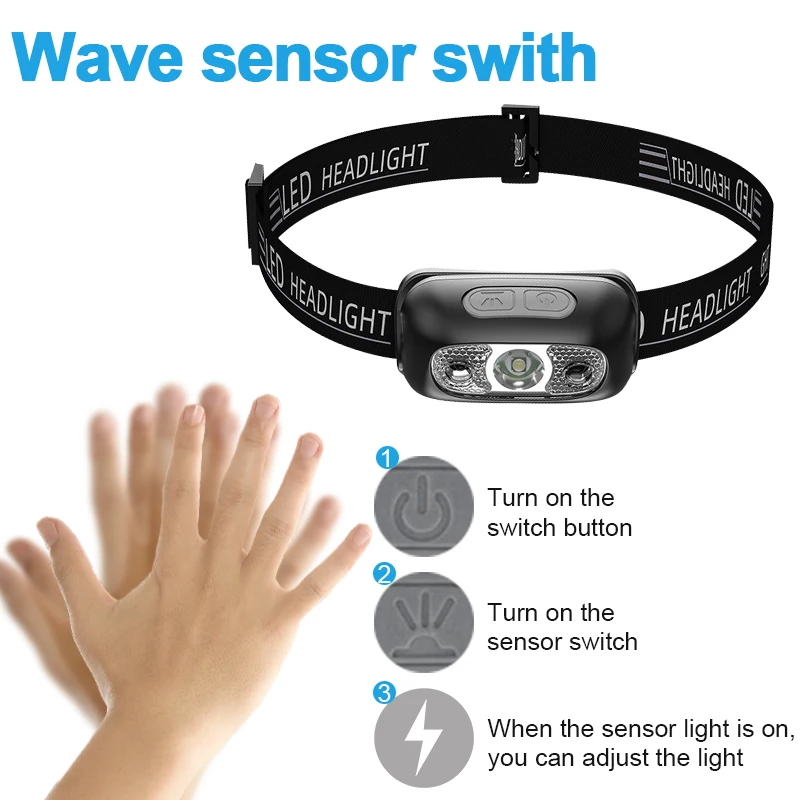 Wave sensor swith
LED HEADLIGHT
LED HEADLIGHT
LED HEADLIGHT
HEADLIGHT
1
Turn on the
switch button
2
Turn on the
sensor switch
3
When the sensor light is on,
you can adjust the light